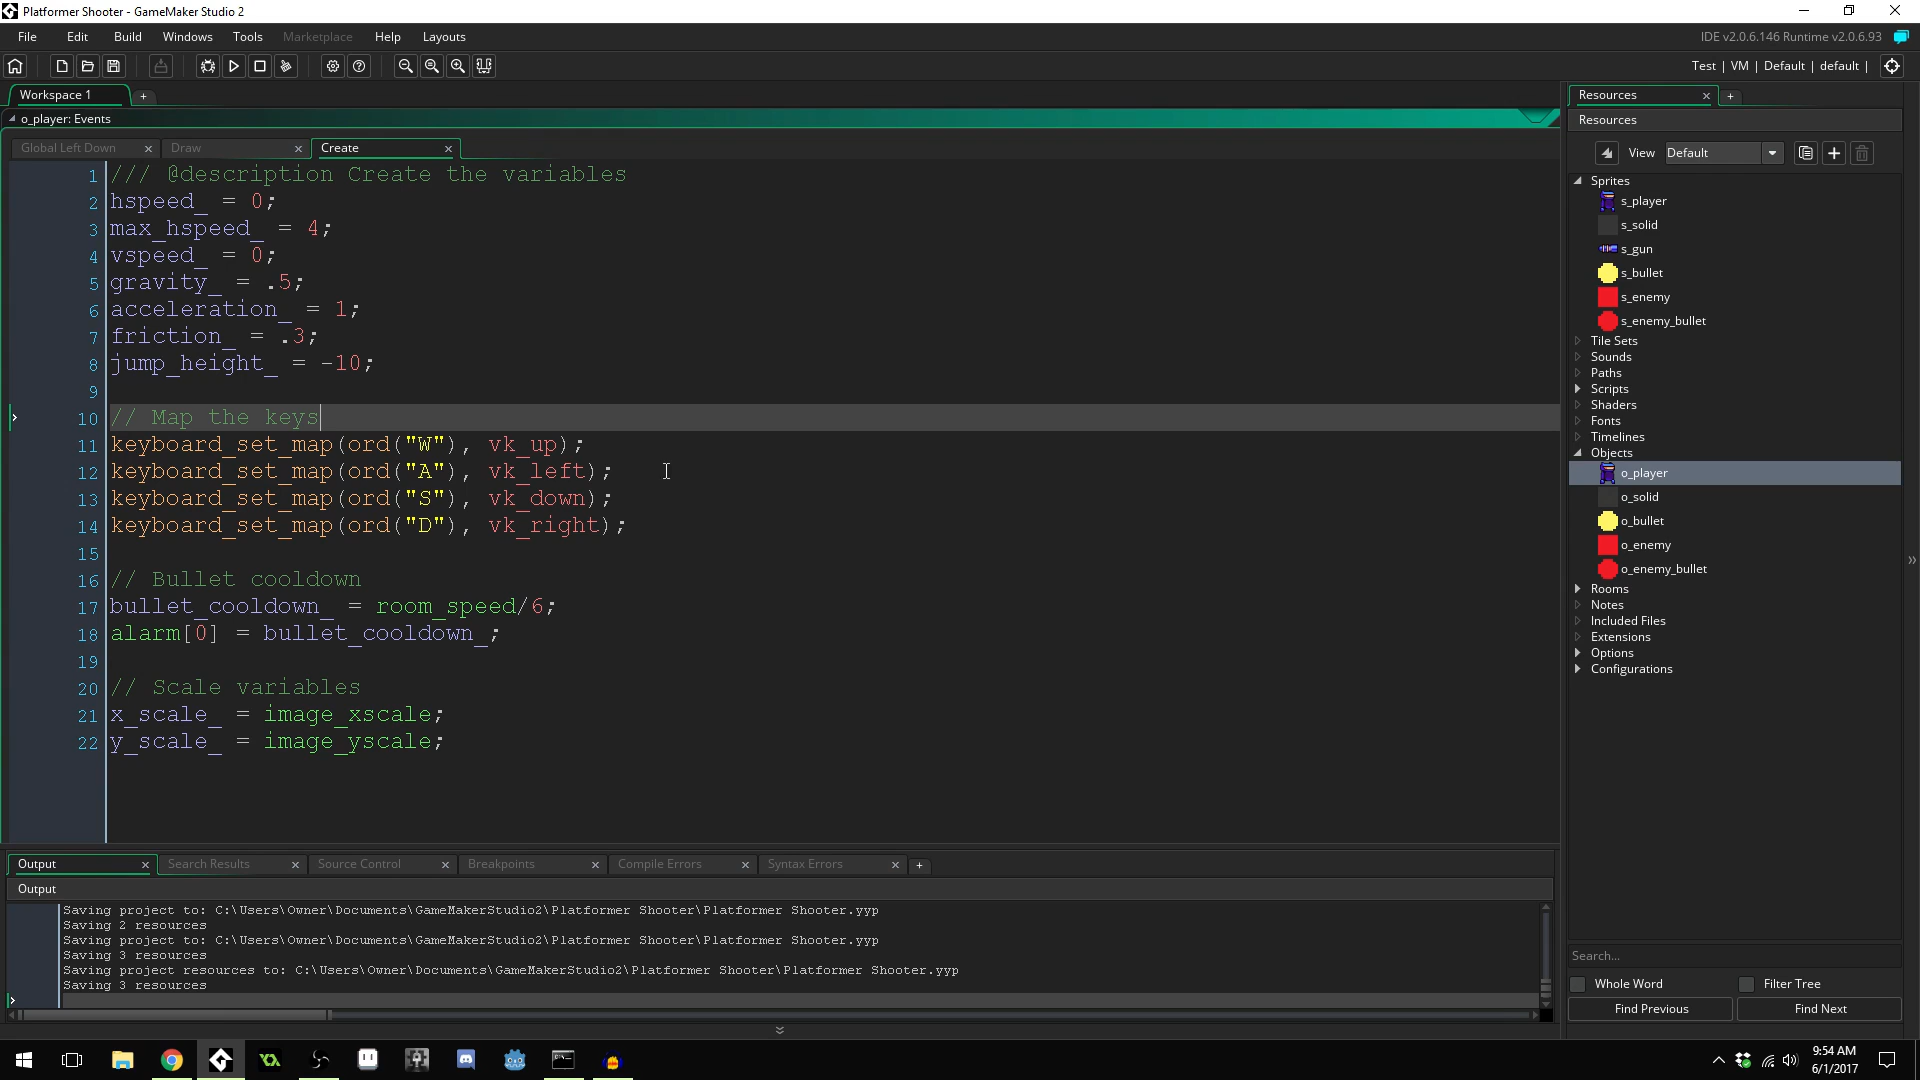 Platformer Shooter - GameMaker Studio 2
File Edit Build Windows Tools Marketplace Help Layouts
IDE v2.0.6.146 Runtime v2.0.6.93
Test | VM | Default | default |
Workspace 1
+
o_player: Events
Global Left Down
Draw
Create
1 /// @description Create the variables
2 hspeed_ = 0;
3 max_hspeed_ = 4;
4 vspeed_ = 0;
5 gravity_ = .5;
6 acceleration_ = 1;
7 friction_ = .3;
8 jump_height_ = -10;
9
10 // Map the keys
11 keyboard_set_map(ord("W"), vk_up);
12 keyboard_set_map(ord("A"), vk_left);
13 keyboard_set_map(ord("S"), vk_down);
14 keyboard_set_map(ord("D"), vk_right);
15
16 // Bullet cooldown
17 bullet_cooldown_ = room_speed/6;
18 alarm[0] = bullet_cooldown_;
19
20 // Scale variables
21 x_scale_ = image_xscale;
22 y_scale_ = image_yscale;
Output
Search Results
Source Control
Breakpoints
Compile Errors
Syntax Errors
+
Output
Saving project to: C:\Users\Owner\Documents\GameMakerStudio2\Platformer Shooter\Platformer Shooter.yyp
Saving 2 resources
Saving project to: C:\Users\Owner\Documents\GameMakerStudio2\Platformer Shooter\Platformer Shooter.yyp
Saving 3 resources
Saving project resources to: C:\Users\Owner\Documents\GameMakerStudio2\Platformer Shooter\Platformer Shooter.yyp
Saving 3 resources
Resources
+
Resources
View Default
Sprites
s_player
s_solid
s_gun
s_bullet
s_enemy
s_enemy_bullet
Tile Sets
Sounds
Paths
Scripts
Shaders
Fonts
Timelines
Objects
o_player
o_solid
o_bullet
o_enemy
o_enemy_bullet
Rooms
Notes
Included Files
Extensions
Options
Configurations
Search...
Whole Word
Filter Tree
Find Previous
Find Next
9:54 AM
6/1/2017